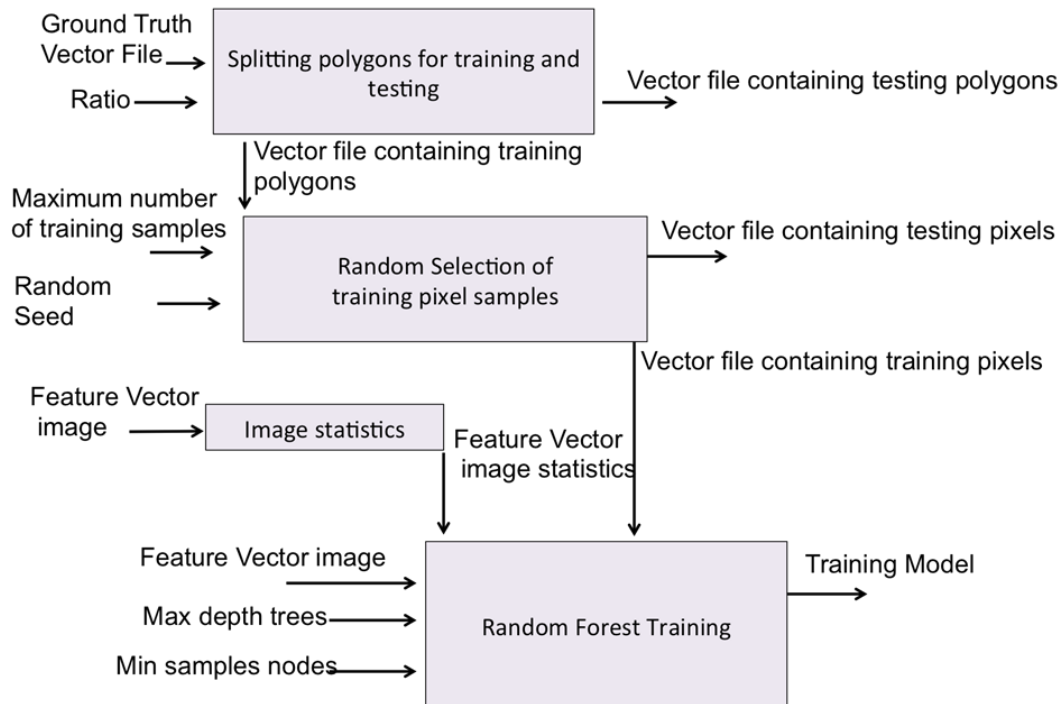 Ground Truth
Vector File
Ratio
Splitting polygons for training and
testing
Vector file containing testing polygons
Vector file containing training
polygons
Maximum number
of training samples
Random
Seed
Random Selection of
training pixel samples
Vector file containing testing pixels
Vector file containing training pixels
Feature Vector
image
Image statistics
Feature Vector
image statistics
Feature Vector image
Max depth trees
Min samples nodes
Random Forest Training
Training Model